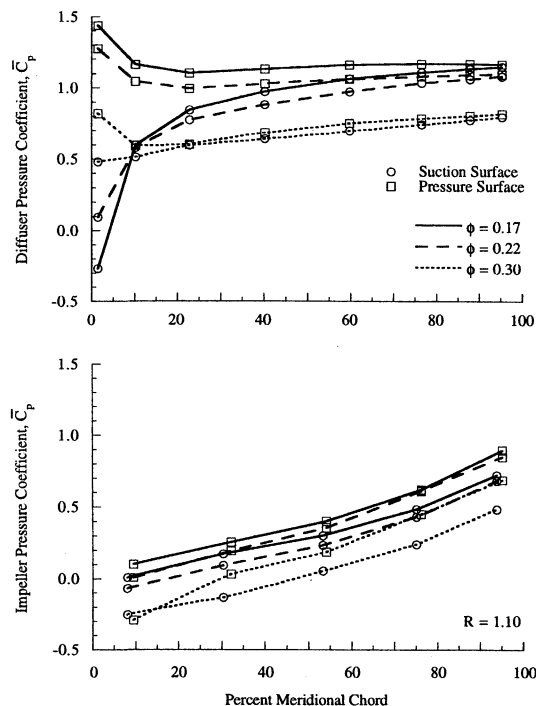 Diffuser Pressure Coefficient, C̅p
1.5
1.0
0.5
0.0
-0.5
0 20 40 60 80 100
Suction Surface
Pressure Surface
ϕ = 0.17
ϕ = 0.22
ϕ = 0.30
Impeller Pressure Coefficient, C̅p
1.5
1.0
0.5
0.0
-0.5
R = 1.10
0 20 40 60 80 100
Percent Meridional Chord